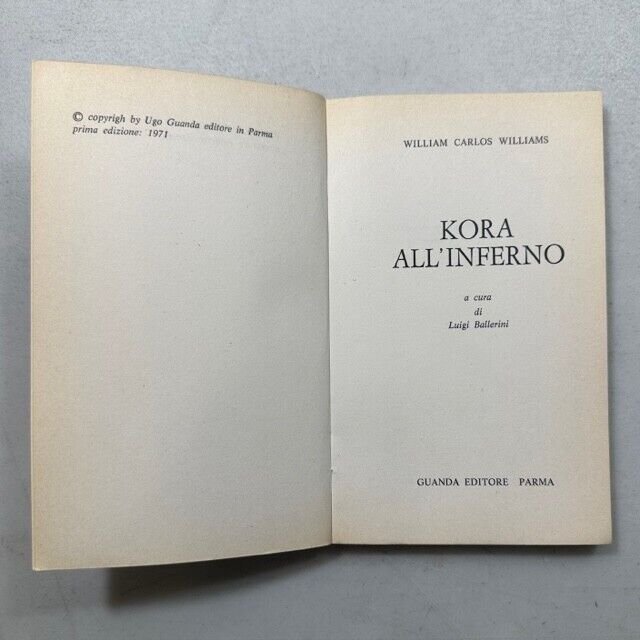 © copyrigh by Ugo Guanda editore in Parma
prima edizione: 1971
WILLIAM CARLOS WILLIAMS
KORA
ALL'INFERNO
a cura
di
Luigi Ballerini
GUANDA EDITORE PARMA